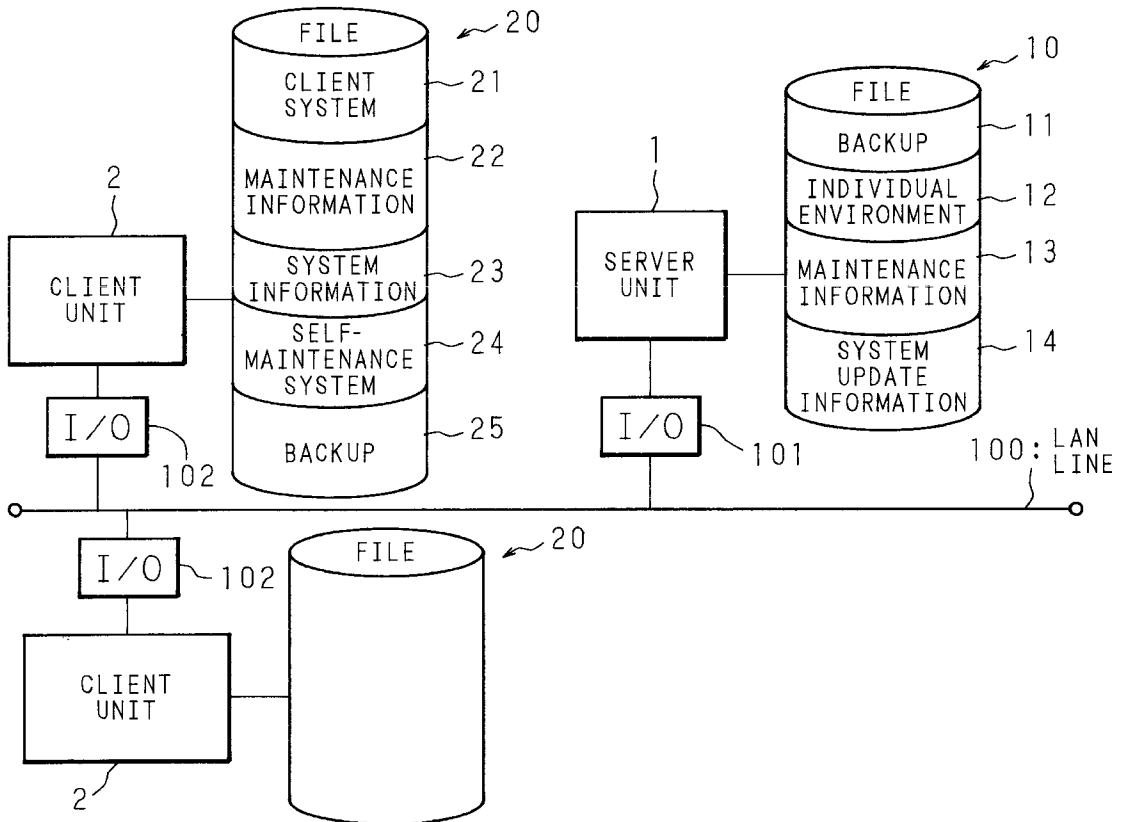 FILE
20
CLIENT
SYSTEM
21
MAINTENANCE
INFORMATION
22
SYSTEM
INFORMATION
23
SELF-
MAINTENANCE
SYSTEM
24
BACKUP
25
2
CLIENT
UNIT
I/O
102
1
SERVER
UNIT
I/O
101
FILE
10
BACKUP
11
INDIVIDUAL
ENVIRONMENT
12
MAINTENANCE
INFORMATION
13
SYSTEM
UPDATE
INFORMATION
14
100: LAN
LINE
I/O
102
CLIENT
UNIT
2
FILE
20